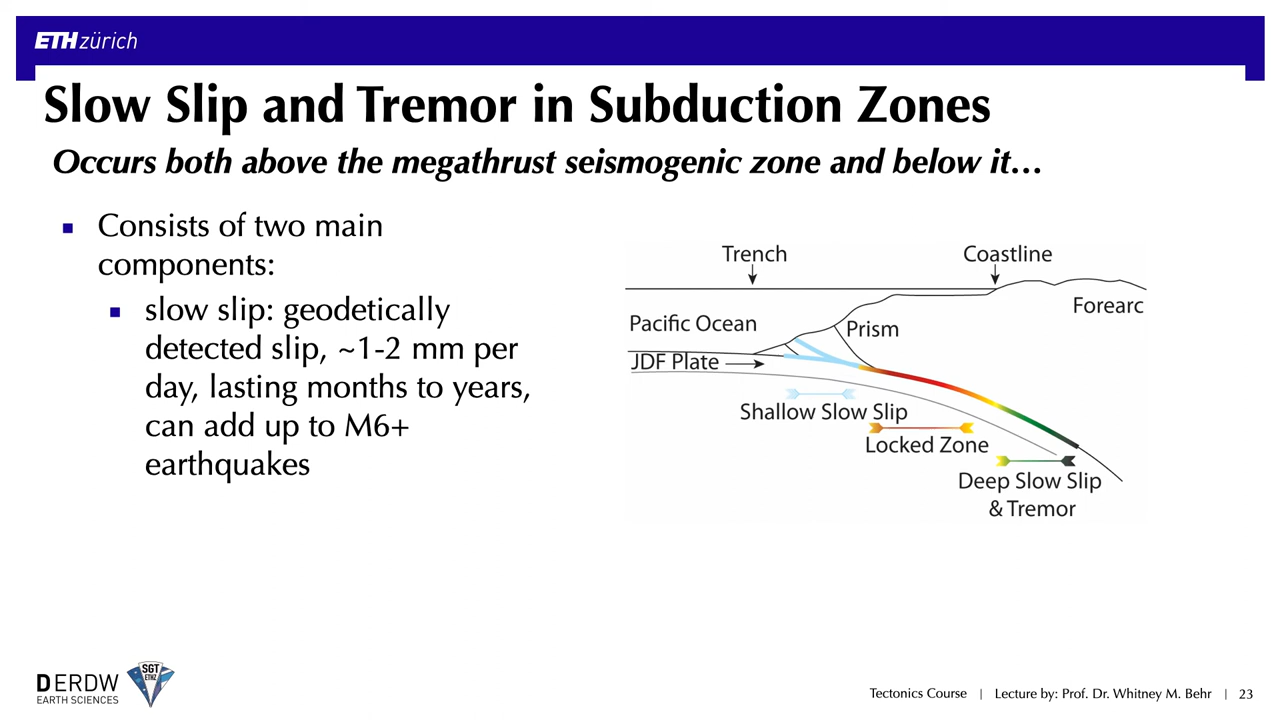 ETH zürich
Slow Slip and Tremor in Subduction Zones
Occurs both above the megathrust seismogenic zone and below it…
Consists of two main
components:
slow slip: geodetically
detected slip, ~1-2 mm per
day, lasting months to years,
can add up to M6+
earthquakes
Trench
Coastline
Forearc
Pacific Ocean
Prism
JDF Plate
Shallow Slow Slip
Locked Zone
Deep Slow Slip
& Tremor
DERDW
EARTH SCIENCES
SGT
ETHZ
Tectonics Course | Lecture by: Prof. Dr. Whitney M. Behr | 23